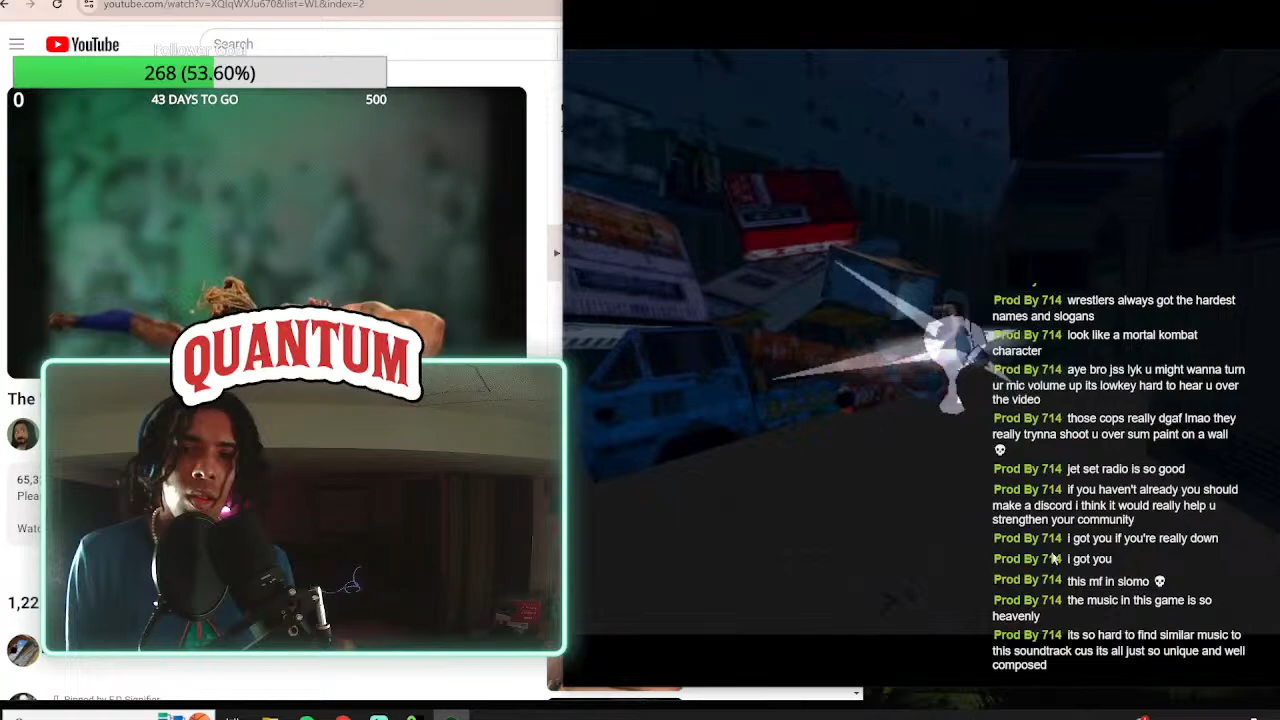 youtube.com/watch?v=XQIqWXJu670&list=WL&index=2
YouTube
Search
268 (53.60%)
0
43 DAYS TO GO
500
QUANTUM
The
65,3
Plea
Watc
1,22
Prod By 714 wrestlers always got the hardest
names and slogans
Prod By 714 look like a mortal kombat
character
Prod By 714 aye bro jss lyk u might wanna turn
ur mic volume up its lowkey hard to hear u over
the video
Prod By 714 those cops really dgaf lmao they
really trynna shoot u over sum paint on a wall
💀
Prod By 714 jet set radio is so good
Prod By 714 if you haven't already you should
make a discord i think it would really help u
strengthen your community
Prod By 714 i got you if you're really down
Prod By 714 i got you
Prod By 714 this mf in slomo 💀
Prod By 714 the music in this game is so
heavenly
Prod By 714 its so hard to find similar music to
this soundtrack cus its all just so unique and well
composed